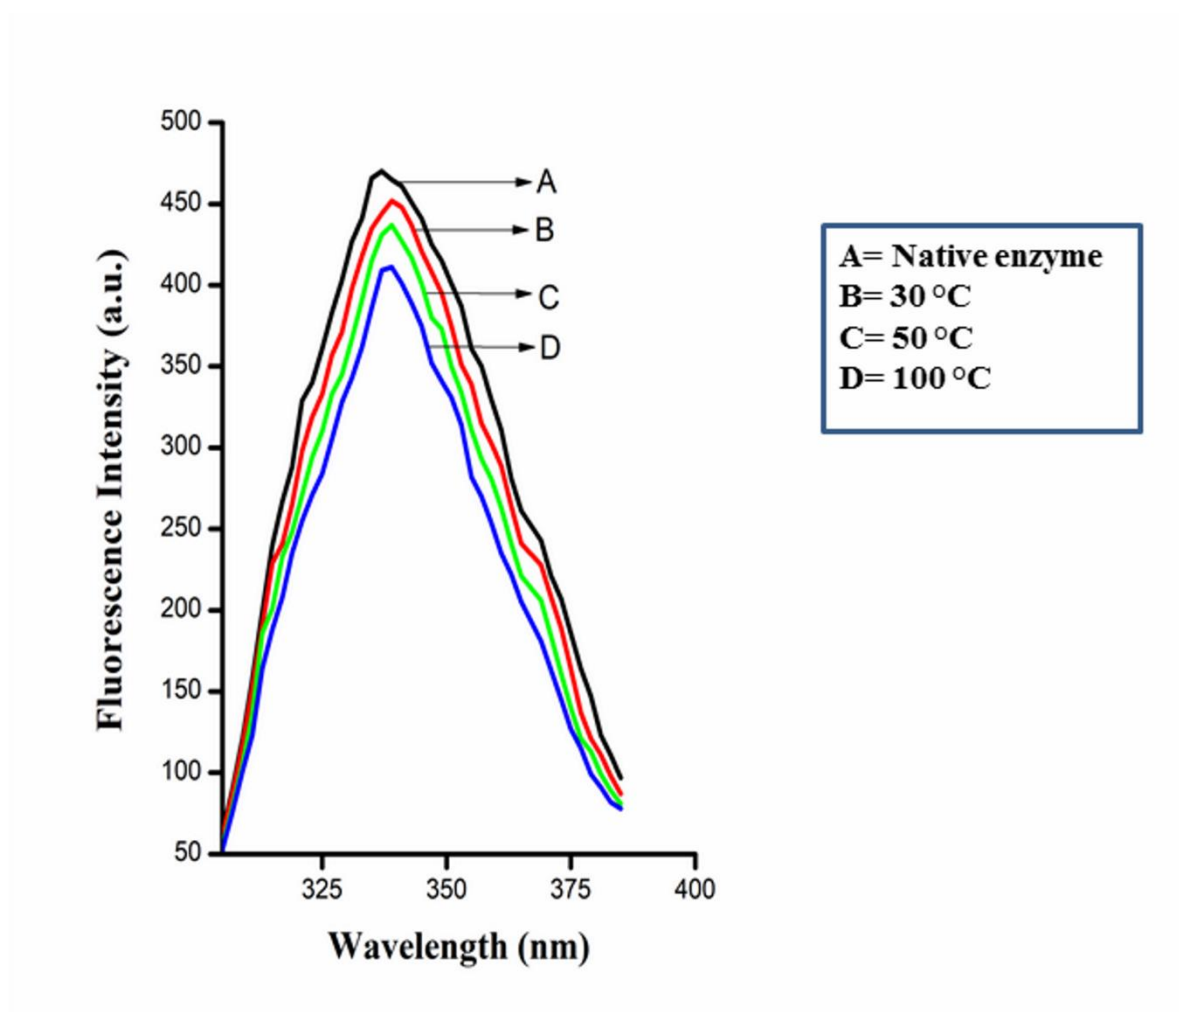 500
450
400
350
300
250
200
150
100
50
325 350 375 400
Fluorescence Intensity (a.u.)
Wavelength (nm)
A
B
C
D
A= Native enzyme
B= 30 °C
C= 50 °C
D= 100 °C